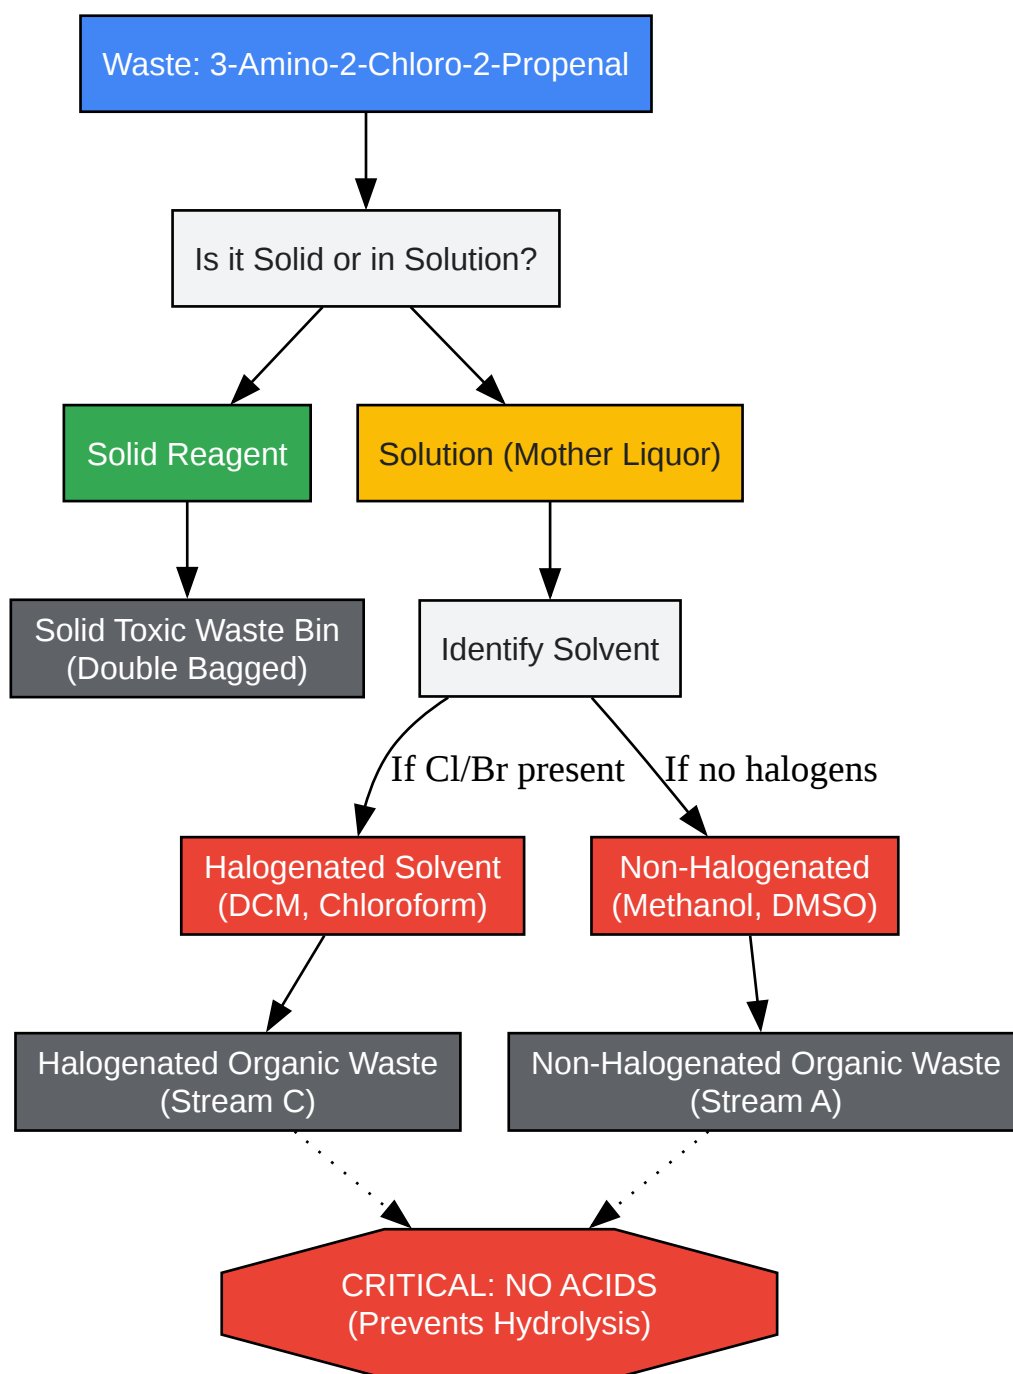 Waste: 3-Amino-2-Chloro-2-Propenal
Is it Solid or in Solution?
Solid Reagent
Solution (Mother Liquor)
Solid Toxic Waste Bin
(Double Bagged)
Identify Solvent
If Cl/Br present
If no halogens
Halogenated Solvent
(DCM, Chloroform)
Non-Halogenated
(Methanol, DMSO)
Halogenated Organic Waste
(Stream C)
Non-Halogenated Organic Waste
(Stream A)
CRITICAL: NO ACIDS
(Prevents Hydrolysis)